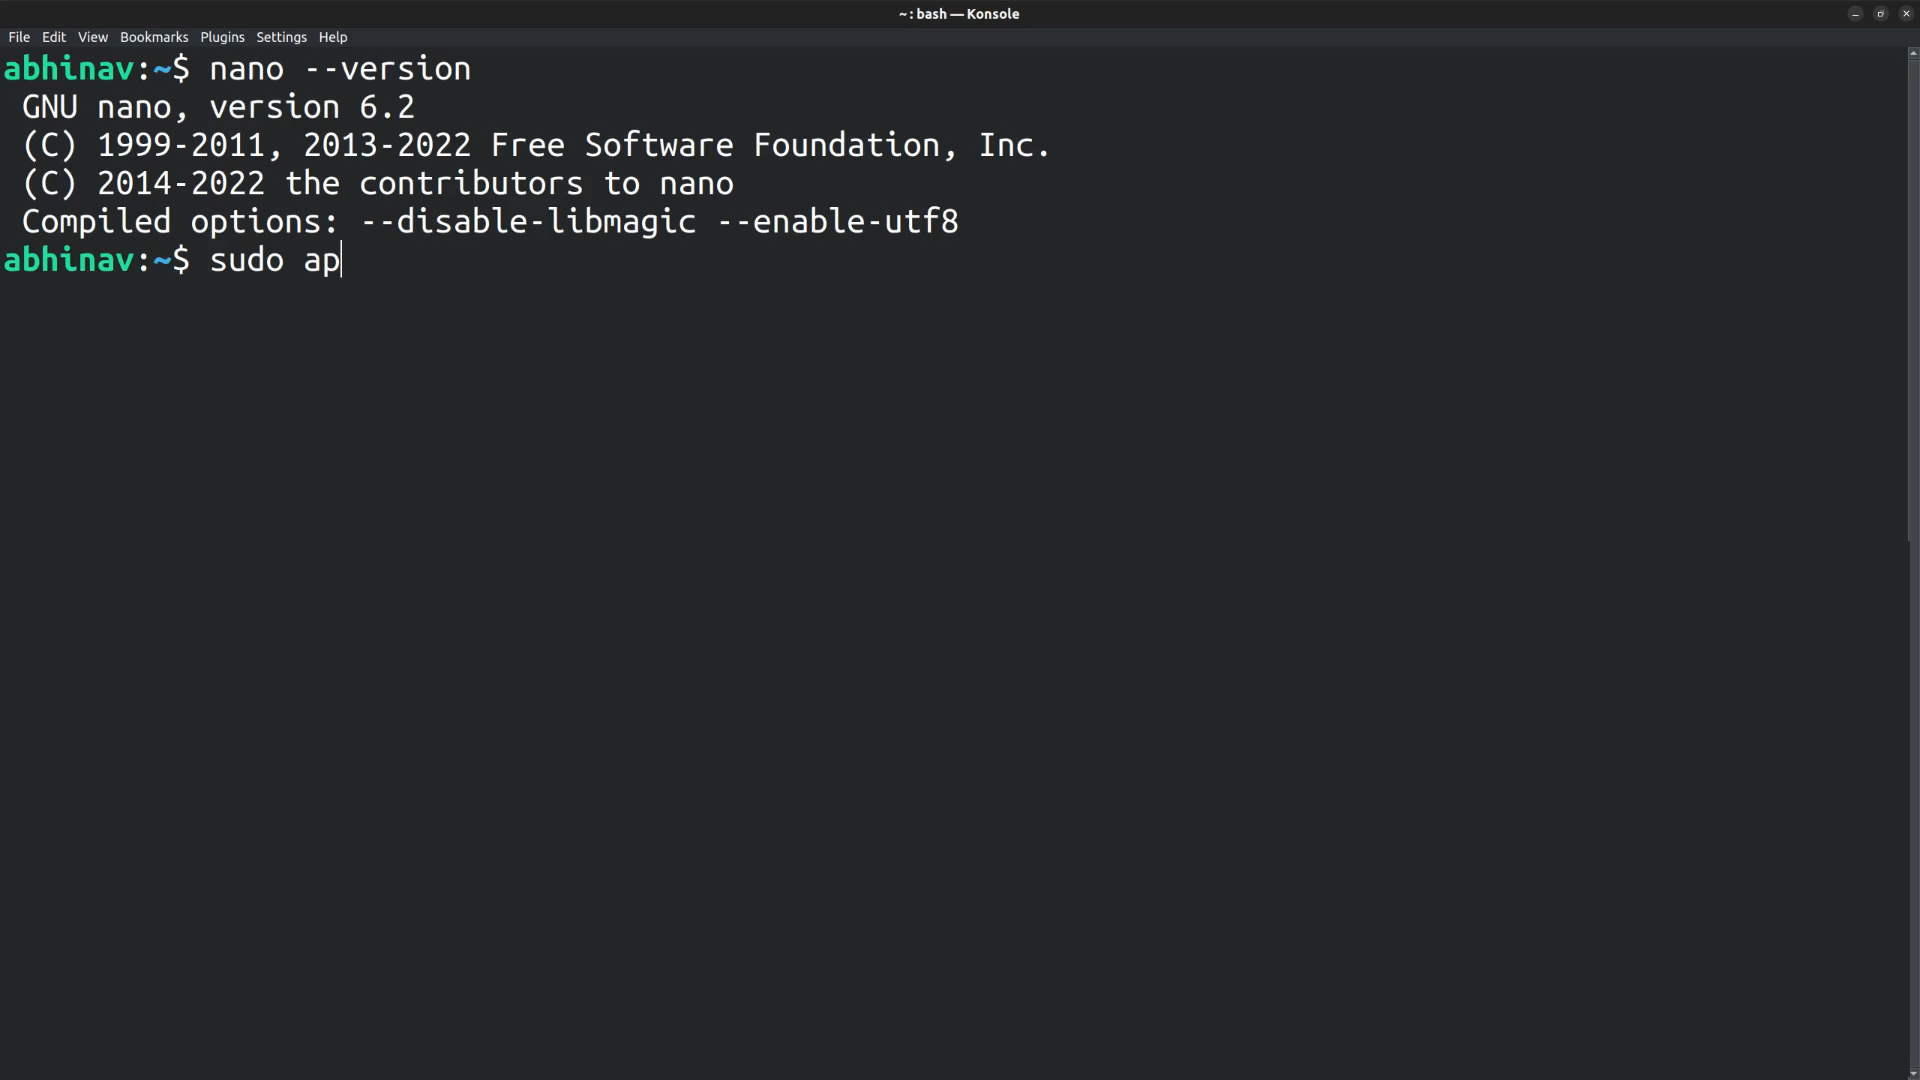 ~ : bash — Konsole
File Edit View Bookmarks Plugins Settings Help
abhinav:~$ nano --version
GNU nano, version 6.2
(C) 1999-2011, 2013-2022 Free Software Foundation, Inc.
(C) 2014-2022 the contributors to nano
Compiled options: --disable-libmagic --enable-utf8
abhinav:~$ sudo ap